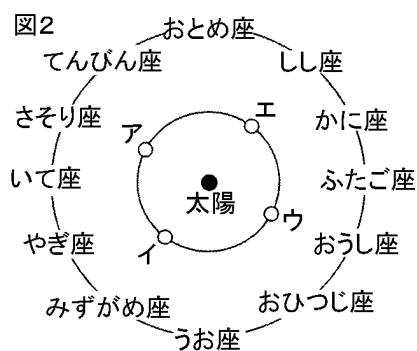 図2
おとめ座
てんびん座
しし座
さそり座
ア
エ
かに座
いて座
太陽
ふたご座
ウ
やぎ座
イ
おうし座
みずがめ座
おひつじ座
うお座